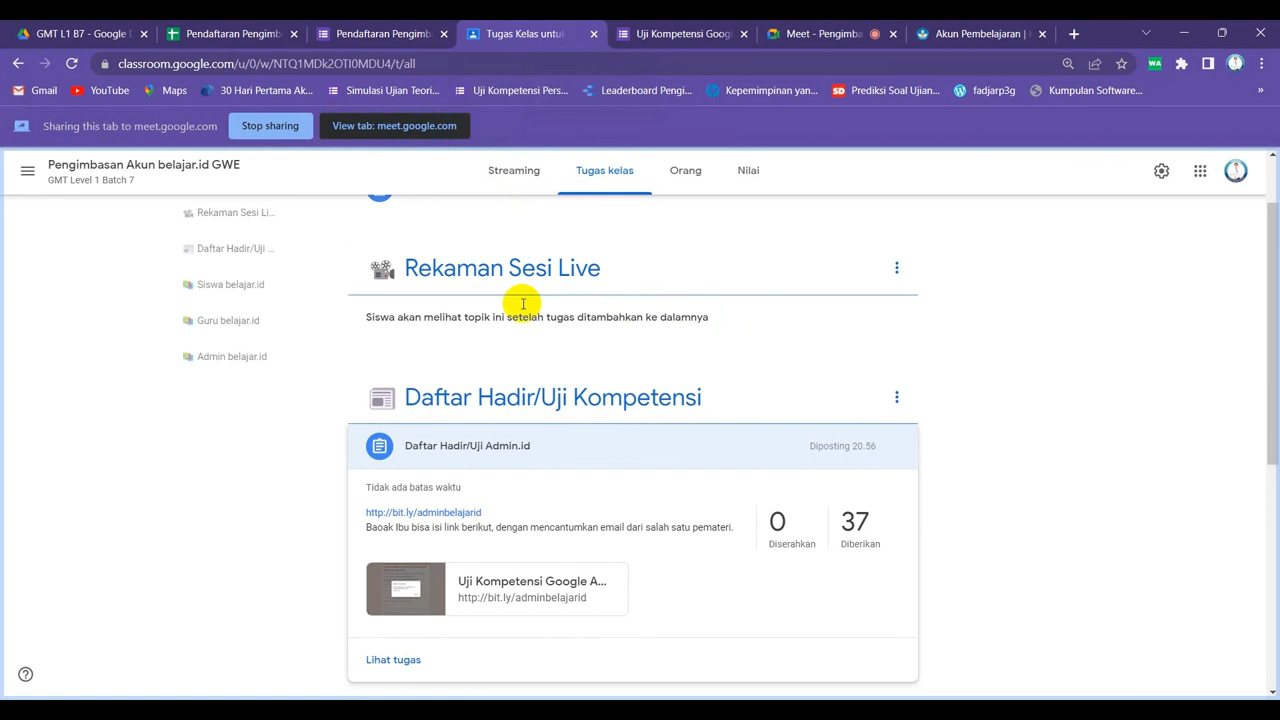 GMT L1 B7 - Google D
Pendaftaran Pengimb
Pendaftaran Pengimb
Tugas Kelas untu
Uji Kompetensi Googl
Meet - Pengimba
Akun Pembelajaran |
classroom.google.com/u/0/w/NTQ1MDk2OTI0MDU4/t/all
WA
Gmail
YouTube
Maps
30 Hari Pertama Ak...
Simulasi Ujian Teori...
Uji Kompetensi Pers...
Leaderboard Pengi...
Kepemimpinan yan...
SD Prediksi Soal Ujian...
fadjarp3g
Kumpulan Software...
»
Sharing this tab to meet.google.com
Stop sharing
View tab: meet.google.com
Pengimbasan Akun belajar.id GWE
GMT Level 1 Batch 7
Streaming
Tugas kelas
Orang
Nilai
Rekaman Sesi Li...
Daftar Hadir/Uji ...
Siswa belajar.id
Guru belajar.id
Admin belajar.id
Rekaman Sesi Live
Siswa akan melihat topik ini setelah tugas ditambahkan ke dalamnya
Daftar Hadir/Uji Kompetensi
Daftar Hadir/Uji Admin.id
Diposting 20.56
Tidak ada batas waktu
http://bit.ly/adminbelajarid
Baoak Ibu bisa isi link berikut, dengan mencantumkan email dari salah satu pemateri.
0
Diserahkan
37
Diberikan
Uji Kompetensi Google A...
http://bit.ly/adminbelajarid
Lihat tugas